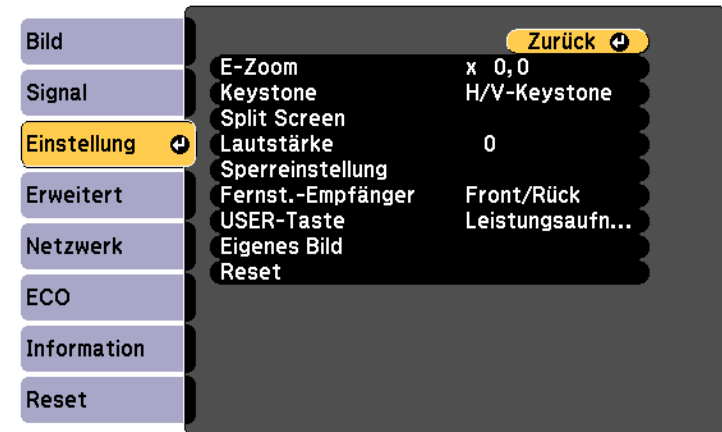 Bild
Signal
Einstellung
Erweitert
Netzwerk
ECO
Information
Reset
Zurück
E-Zoom x 0,0
Keystone H/V-Keystone
Split Screen
Lautstärke 0
Sperreinstellung
Fernst.-Empfänger Front/Rück
USER-Taste Leistungsaufn...
Eigenes Bild
Reset